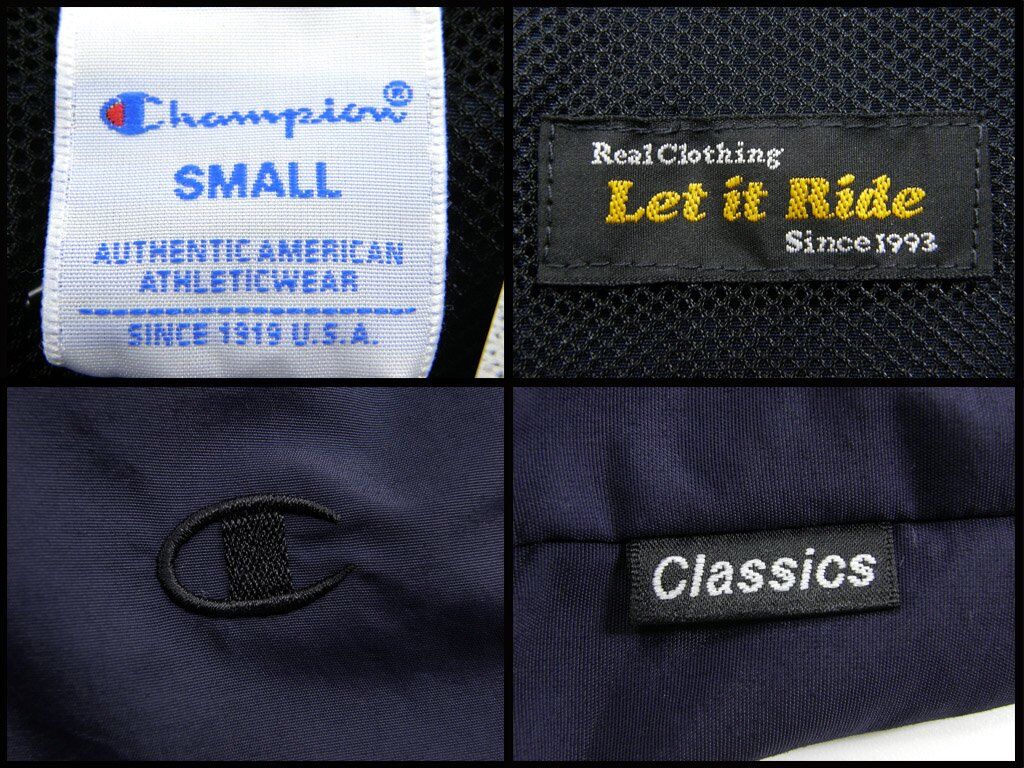 Champion®
SMALL
AUTHENTIC AMERICAN
ATHLETICWEAR
SINCE 1919 U.S.A.
Real Clothing
Let it Ride
Since 1993
Classics